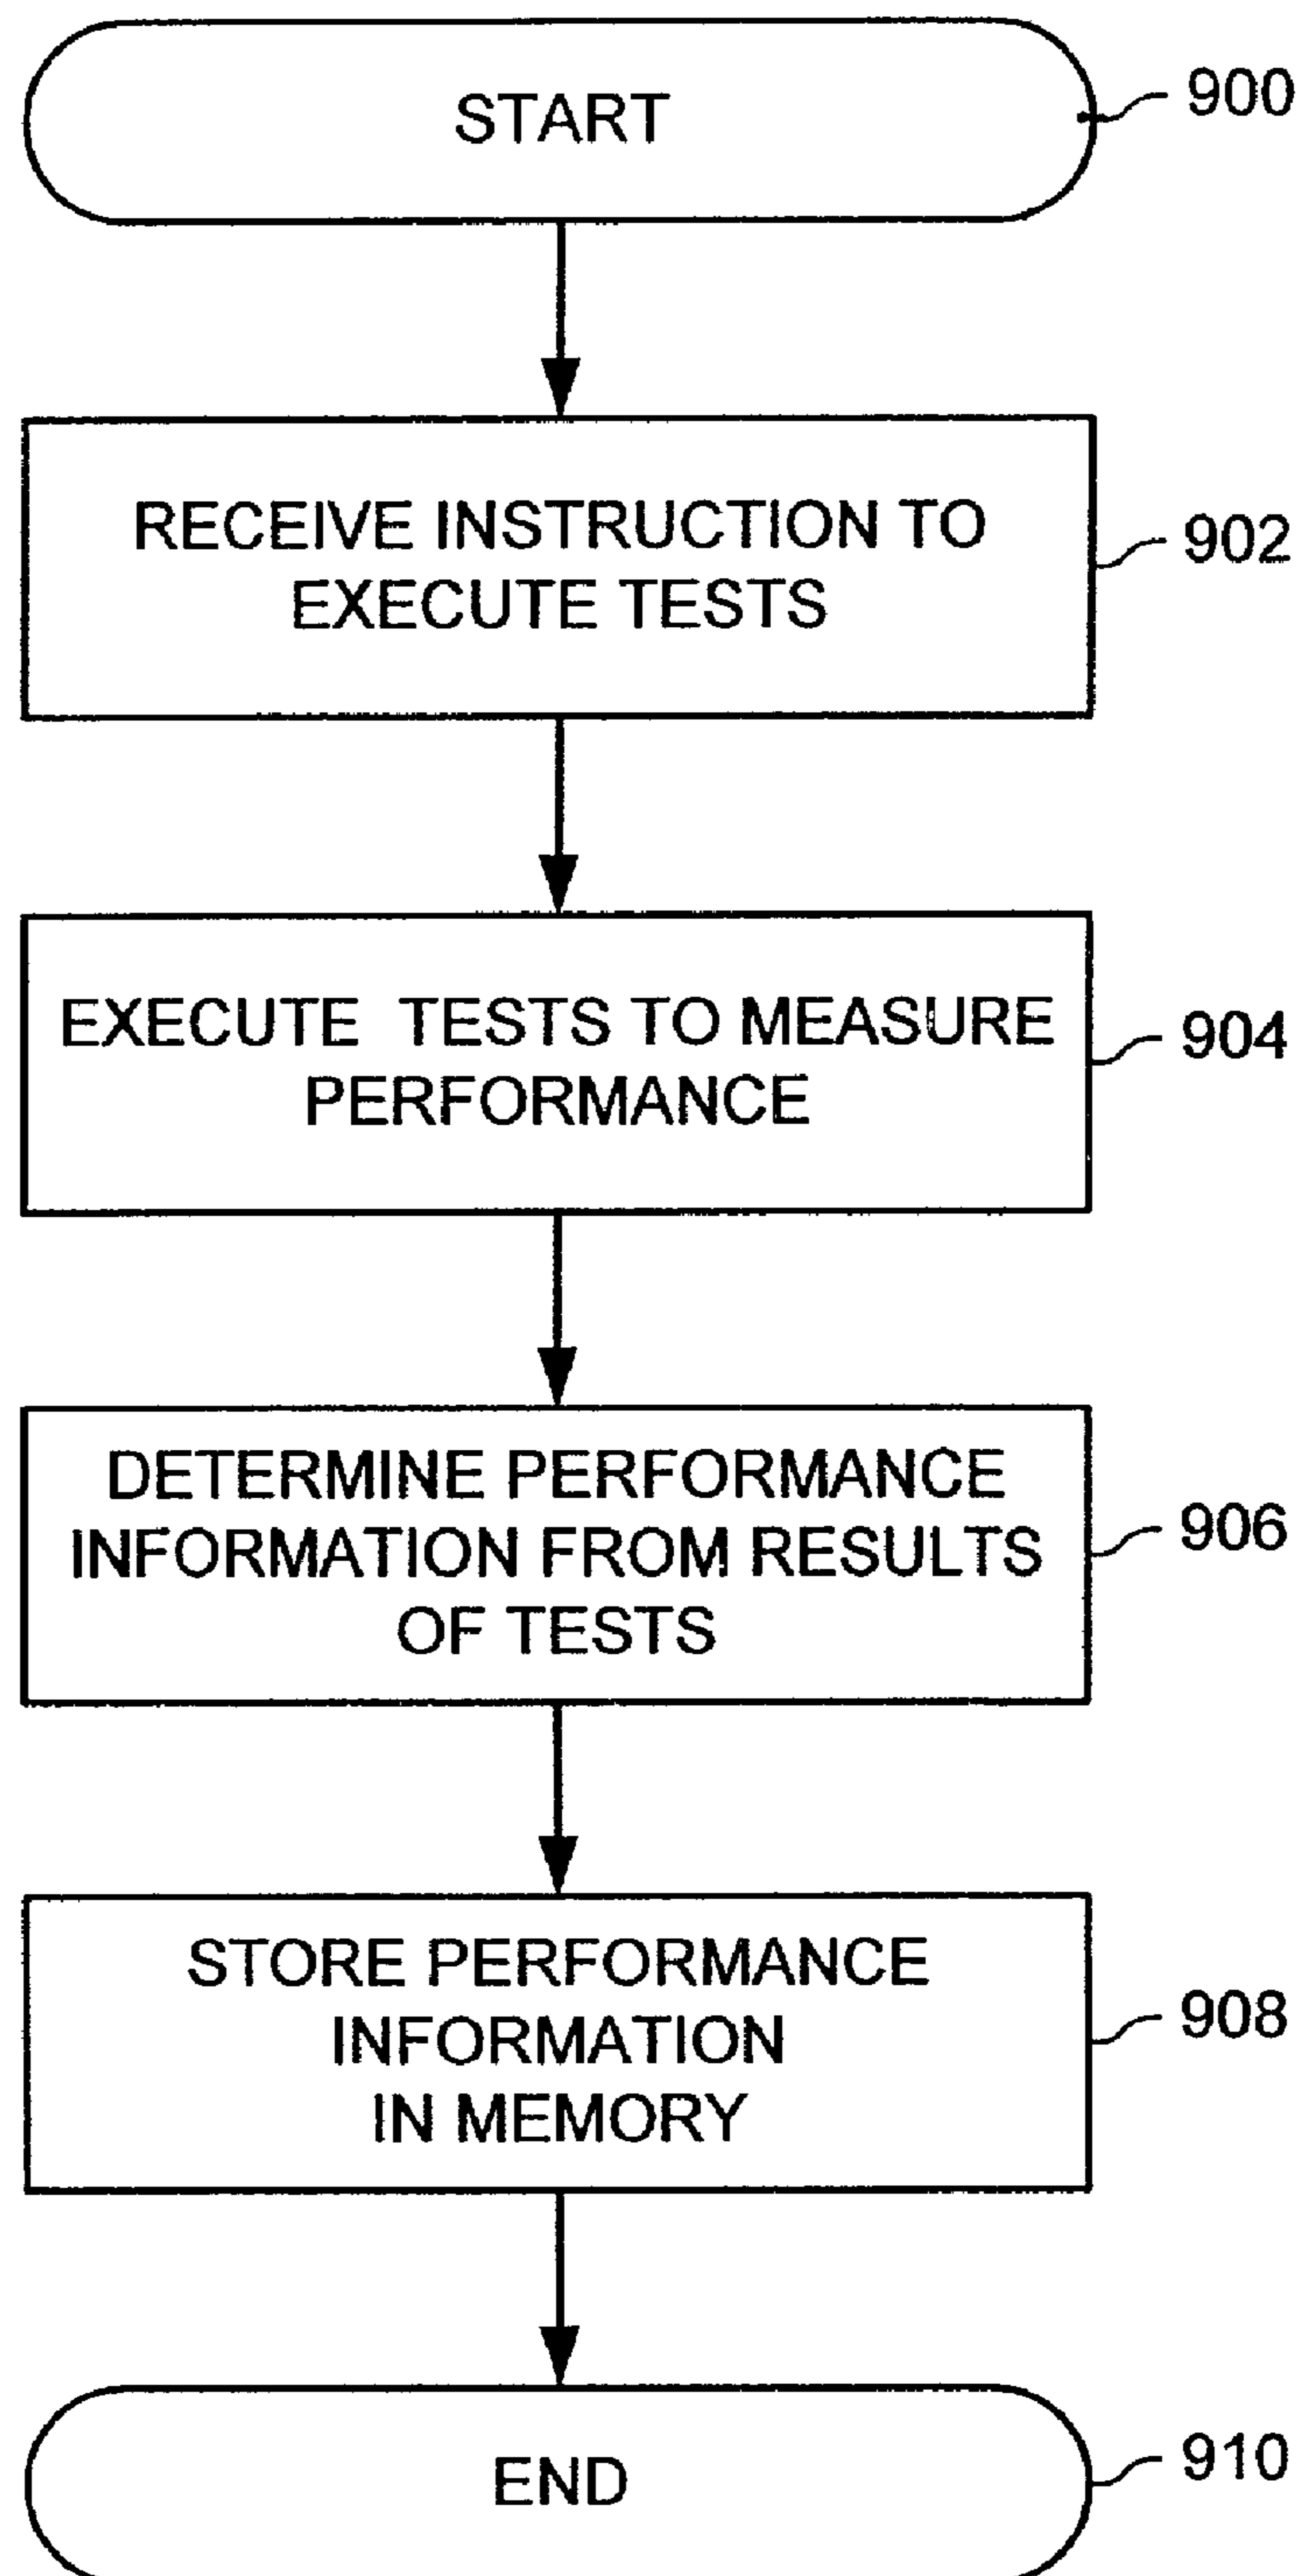 START
900
RECEIVE INSTRUCTION TO
EXECUTE TESTS
902
EXECUTE TESTS TO MEASURE
PERFORMANCE
904
DETERMINE PERFORMANCE
INFORMATION FROM RESULTS
OF TESTS
906
STORE PERFORMANCE
INFORMATION
IN MEMORY
908
END
910